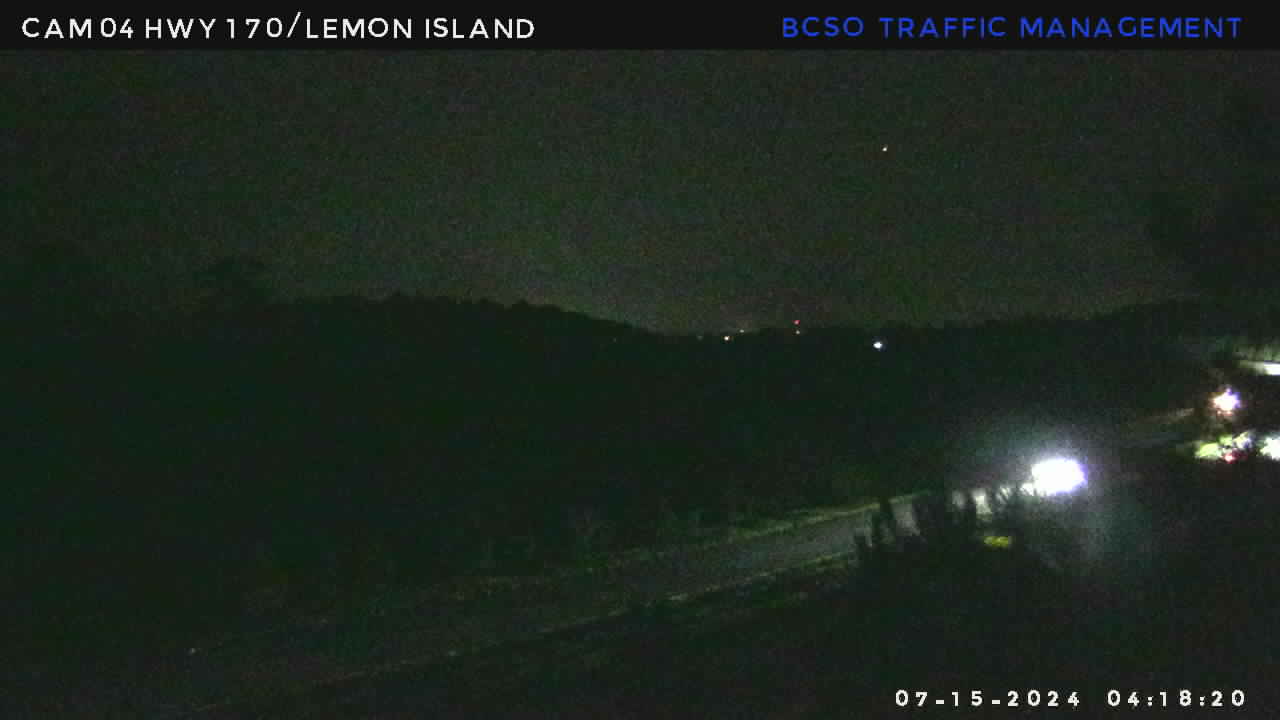 CAM04 HWY 170/LEMON ISLAND
BCSO TRAFFIC MANAGEMENT
07-15-2024 04:18:20